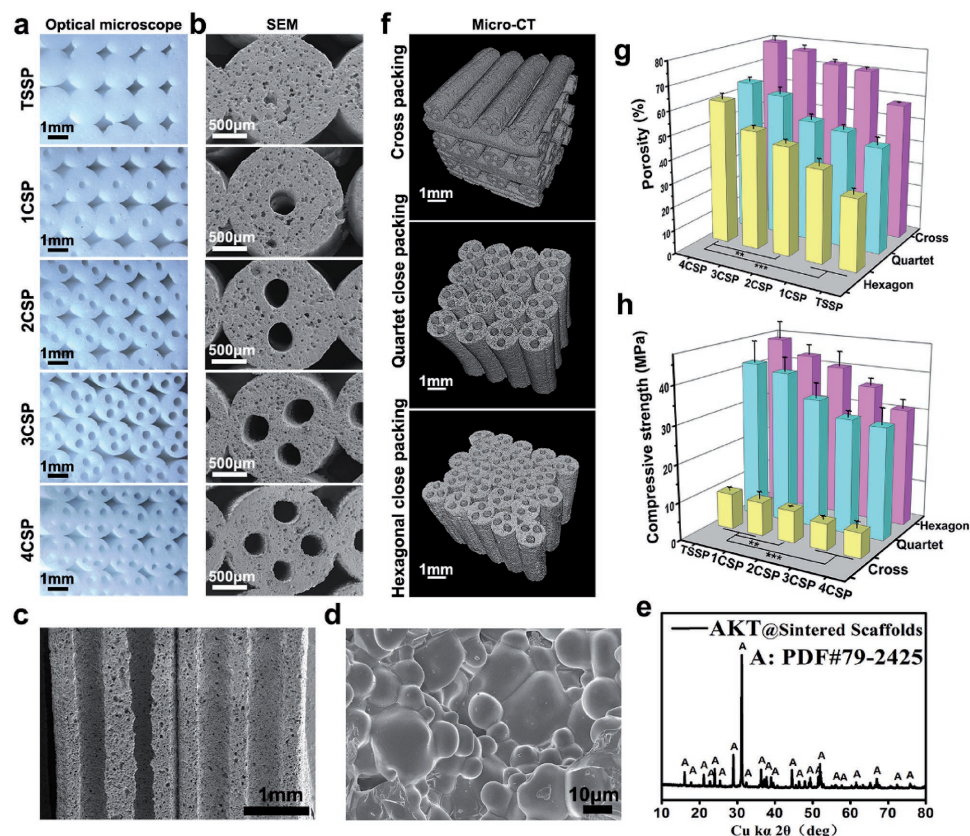 a
Optical microscope
TSSP
1mm
1CSP
1mm
2CSP
1mm
3CSP
1mm
4CSP
1mm
b
SEM
500μm
500μm
500μm
500μm
500μm
f
Micro-CT
Cross packing
1mm
Quartet close packing
1mm
Hexagonal close packing
1mm
g
Porosity (%)
80
70
60
50
40
30
20
10
0
** ***
4CSP 3CSP 2CSP 1CSP TSSP
Cross
Quartet
Hexagon
h
Compressive strength (MPa)
40
30
20
10
0
** ***
TSSP 1CSP 2CSP 3CSP 4CSP
Hexagon
Quartet
Cross
c
1mm
d
10μm
e
AKT@Sintered Scaffolds
A: PDF#79-2425
A A A A A A A A A A A A A A A A A A A A
10 20 30 40 50 60 70 80
Cu kα 2θ（deg）